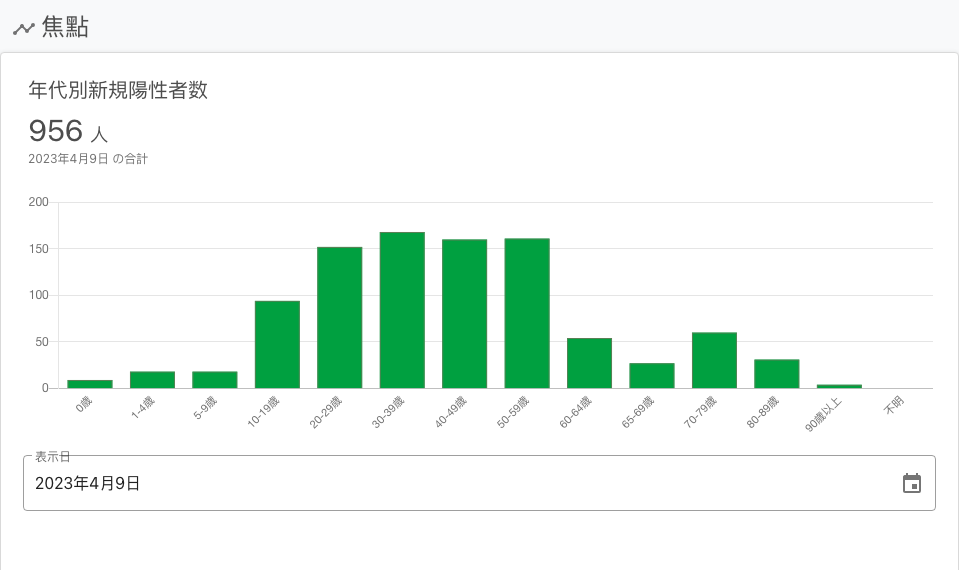 焦點
年代別新規陽性者数
956 人
2023年4月9日 の合計
200
150
100
50
0
0歳
1-4歳
5-9歳
10-19歳
20-29歳
30-39歳
40-49歳
50-59歳
60-64歳
65-69歳
70-79歳
80-89歳
90歳以上
不明
表示日
2023年4月9日